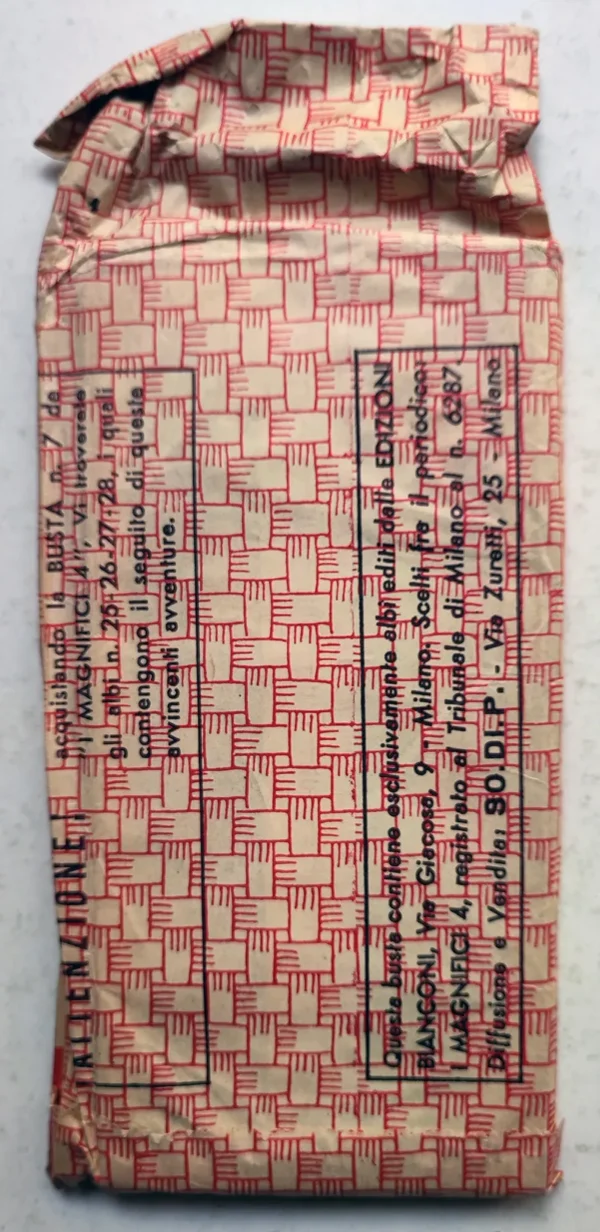 ATTENZIONE!
acquistando la BUSTA n. 7 de
"I MAGNIFICI 4", Vi troverete
gli albi n. 25-26-27-28, i quali
contengono il seguito di queste
avvincenti avventure.
Questa busta contiene esclusivamente albi editi dalle EDIZIONI
BIANCONI, Via Giacosa, 9 - Milano. Scelti fra il periodico:
I MAGNIFICI 4, registrato al Tribunale di Milano al n. 6287.
Diffusione e Vendita: SO.DI.P. - Via Zuretti, 25 - Milano